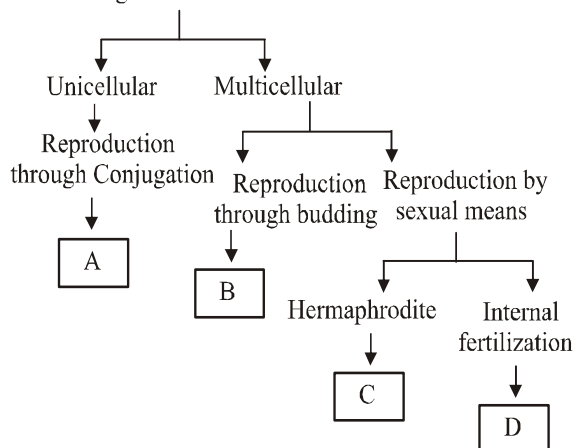 Unicellular
Multicellular
Reproduction
through Conjugation
Reproduction
through budding
Reproduction by
sexual means
A
B
Hermaphrodite
Internal
fertilization
C
D